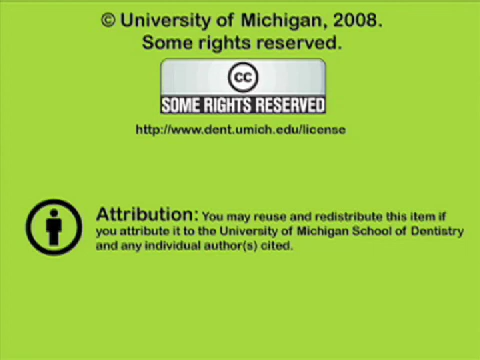 © University of Michigan, 2008.
Some rights reserved.
cc
SOME RIGHTS RESERVED
http://www.dent.umich.edu/license
Attribution: You may reuse and redistribute this item if
you attribute it to the University of Michigan School of Dentistry
and any individual author(s) cited.